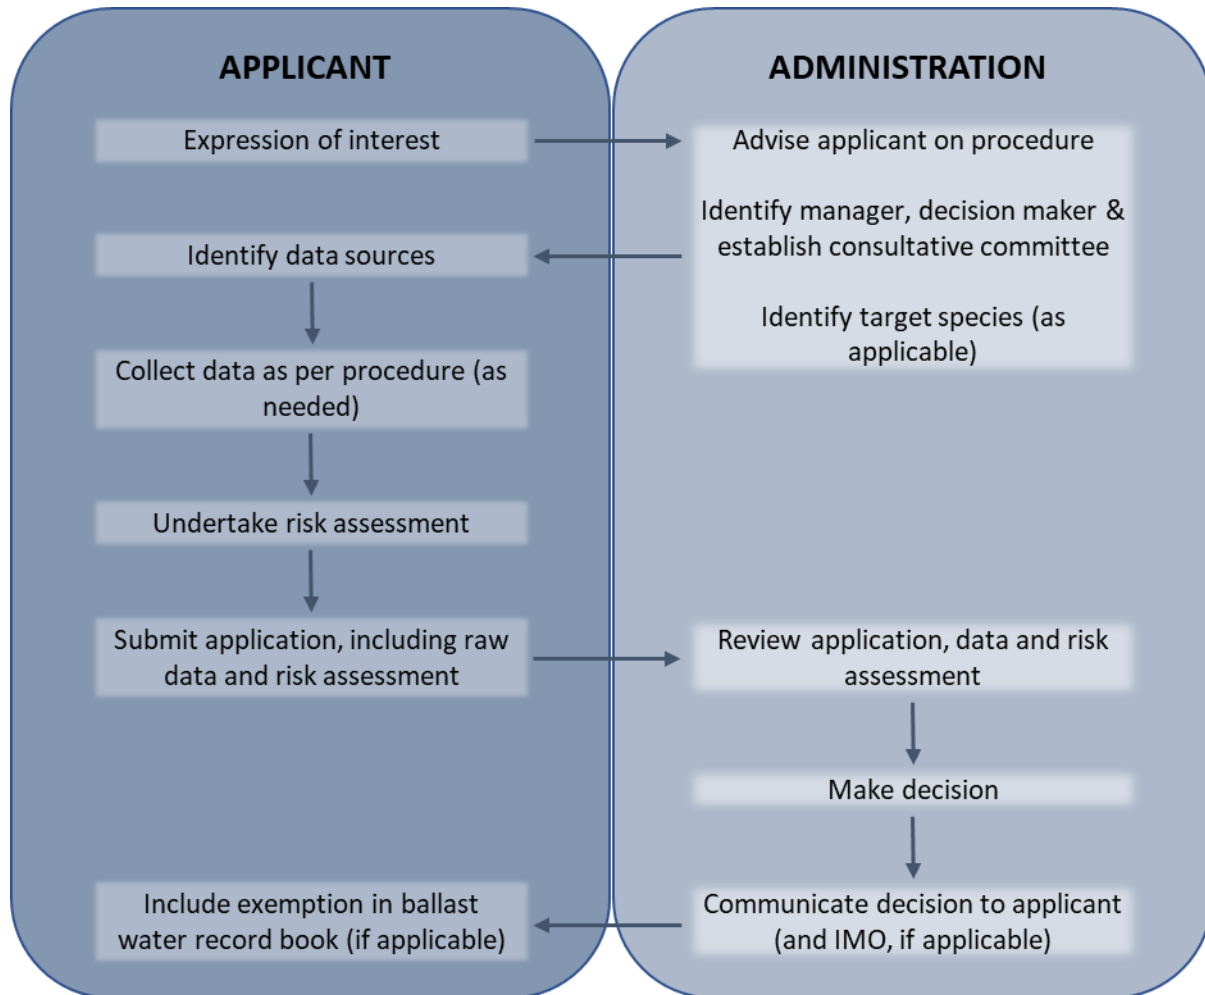 APPLICANT
ADMINISTRATION
Expression of interest
Advise applicant on procedure
Identify manager, decision maker &
establish consultative committee
Identify target species (as
applicable)
Identify data sources
Collect data as per procedure (as
needed)
Undertake risk assessment
Submit application, including raw
data and risk assessment
Review application, data and risk
assessment
Make decision
Communicate decision to applicant
(and IMO, if applicable)
Include exemption in ballast
water record book (if applicable)